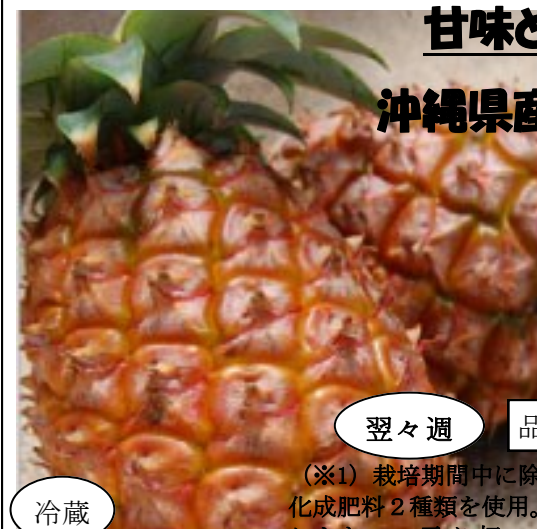 甘味と
沖縄県産
翌々週
品
（※1）栽培期間中に除
化成肥料２種類を使用。
冷蔵